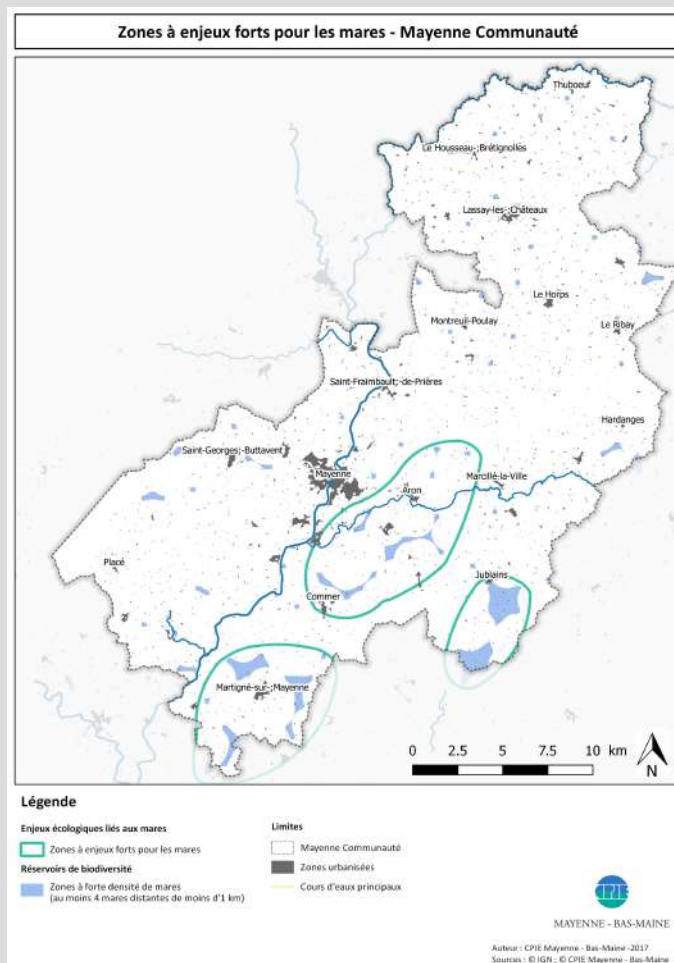 Zones à enjeux forts pour les mares - Mayenne Communauté
Thuboeuf
Le Housseau-;Brétignolles
Lassay-les-;Châteaux
Le Horps
Montreuil-Poulay
Le Ribay
Saint-Fraimbault;-de-Prières
Hardanges
Saint-Georges;-Buttavent
Mayenne
Marcillé-la-Ville
Aron
Placé
Jublains
Commer
Martigné-sur-;Mayenne
0 2.5 5 7.5 10 km
N
Légende
Enjeux écologiques liés aux mares
Zones à enjeux forts pour les mares
Réservoirs de biodiversité
Zones à forte densité de mares
(au moins 4 mares distantes de moins d'1 km)
Limites
Mayenne Communauté
Zones urbanisées
Cours d'eaux principaux
CPIE
MAYENNE - BAS-MAINE
Auteur : CPIE Mayenne - Bas-Maine -2017
Sources : © IGN ; © CPIE Mayenne - Bas-Maine